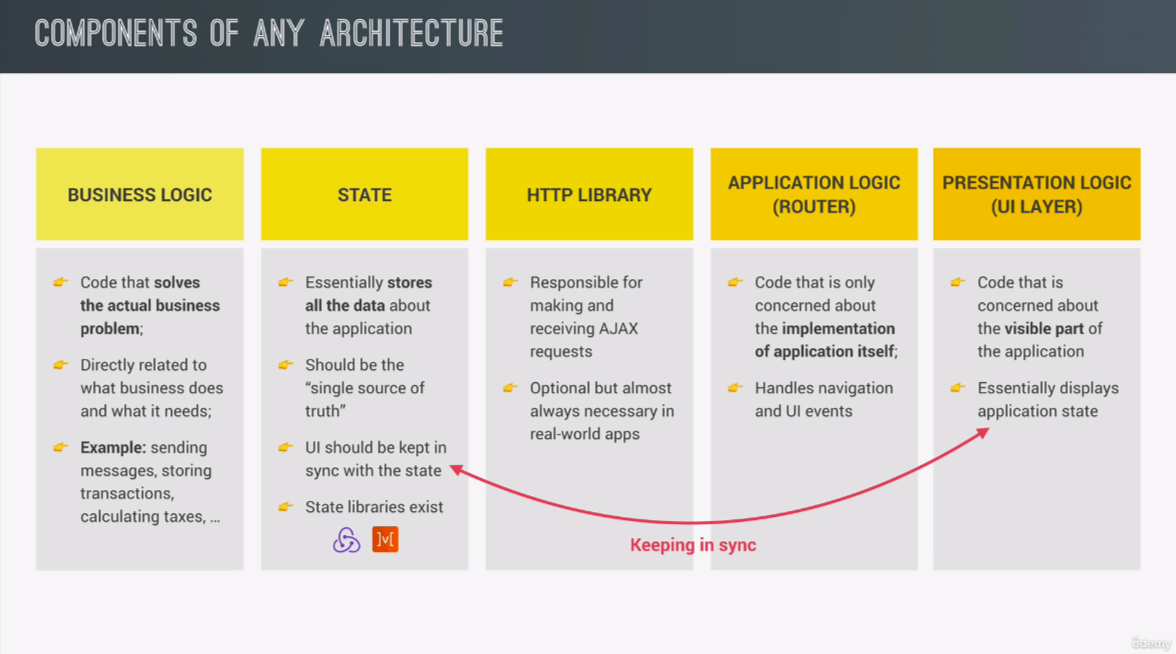 COMPONENTS OF ANY ARCHITECTURE
BUSINESS LOGIC
Code that solves
the actual business
problem;
Directly related to
what business does
and what it needs;
Example: sending
messages, storing
transactions,
calculating taxes, ...
STATE
Essentially stores
all the data about
the application
Should be the
“single source of
truth”
UI should be kept in
sync with the state
State libraries exist
]v[
HTTP LIBRARY
Responsible for
making and
receiving AJAX
requests
Optional but almost
always necessary in
real-world apps
APPLICATION LOGIC
(ROUTER)
Code that is only
concerned about
the implementation
of application itself;
Handles navigation
and UI events
PRESENTATION LOGIC
(UI LAYER)
Code that is
concerned about
the visible part of
the application
Essentially displays
application state
Keeping in sync
ûdemy